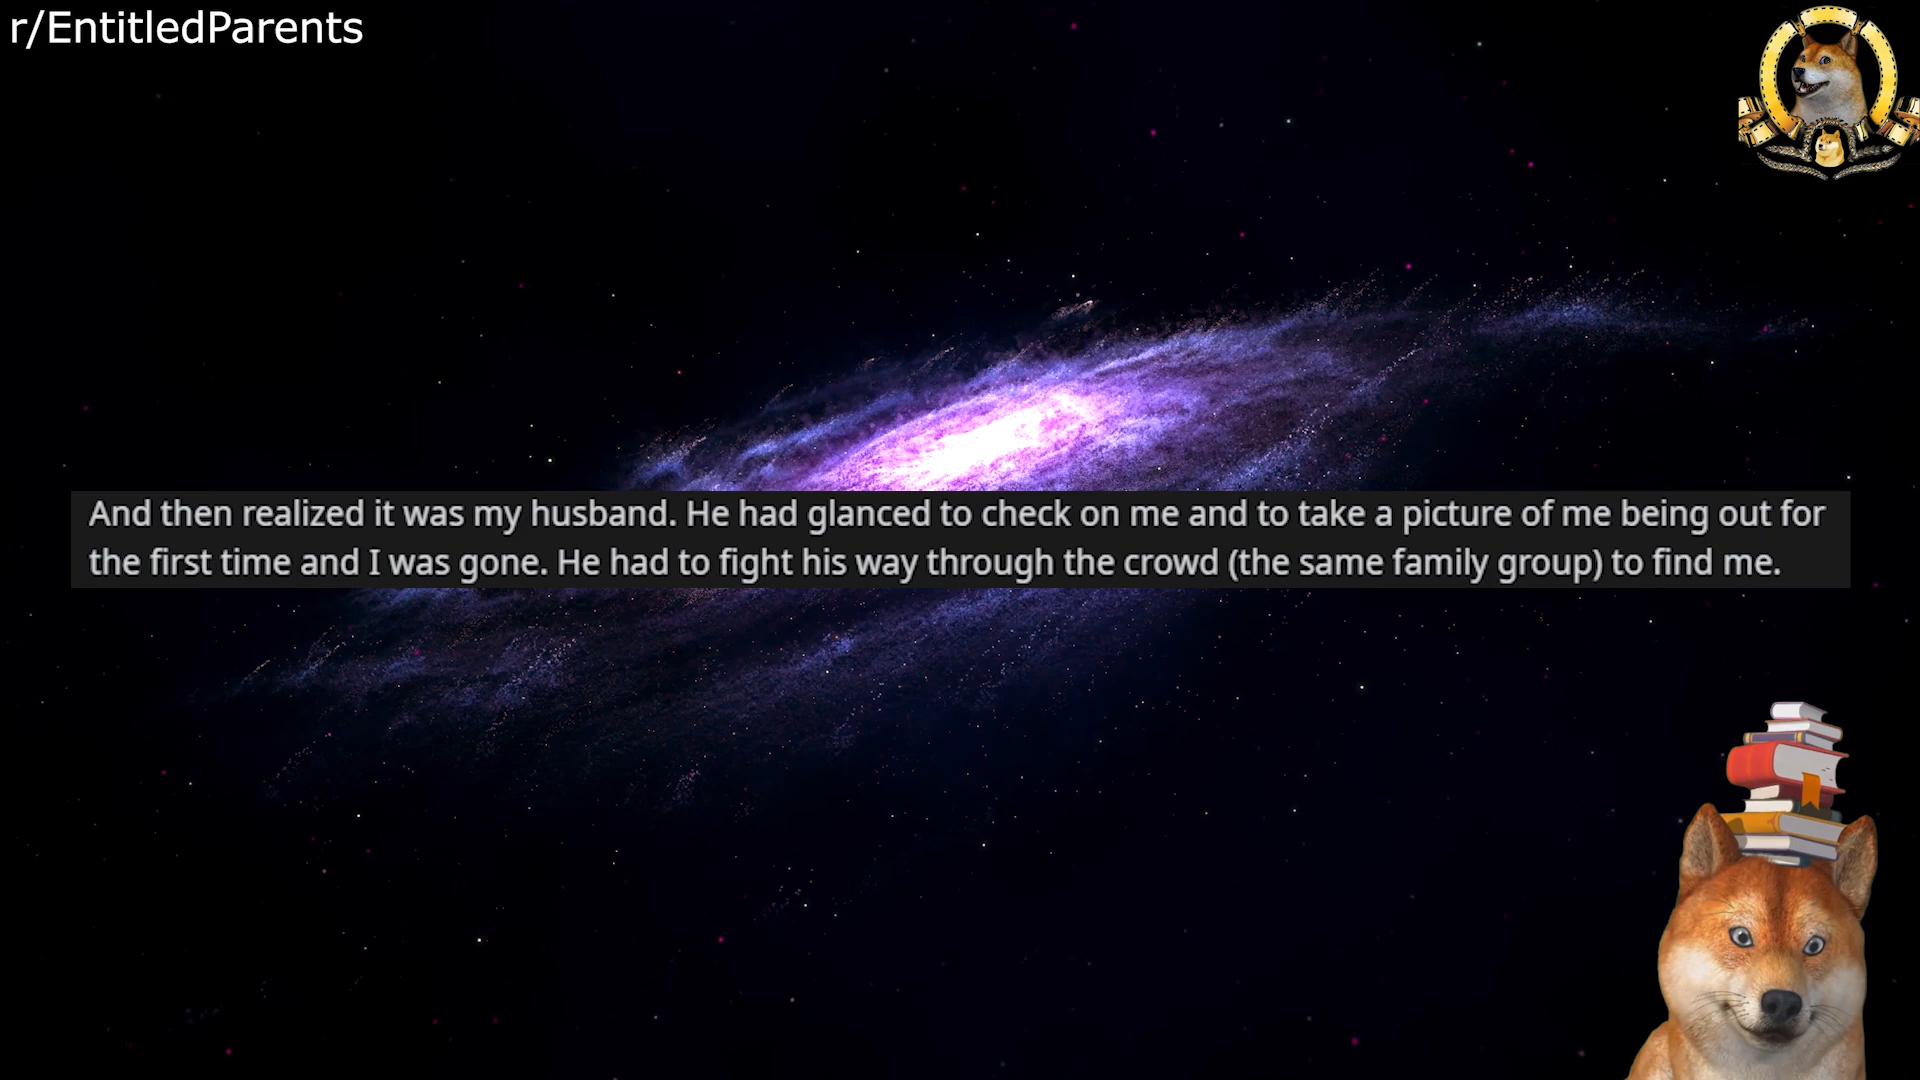 r/EntitledParents
And then realized it was my husband. He had glanced to check on me and to take a picture of me being out for
the first time and I was gone. He had to fight his way through the crowd (the same family group) to find me.